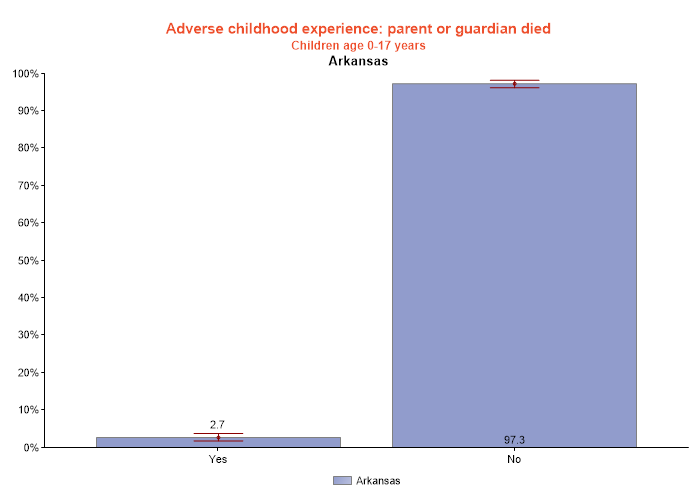 Adverse childhood experience: parent or guardian died
Children age 0-17 years
Arkansas
100%
90%
80%
70%
60%
50%
40%
30%
20%
10%
0%
2.7
97.3
Yes
No
Arkansas